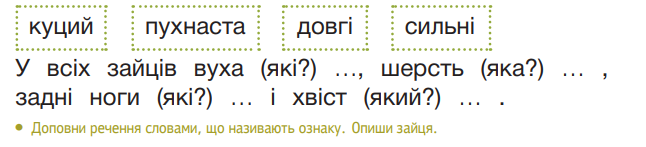 куций пухнаста довгі сильні
У всіх зайців вуха (які?) …, шерсть (яка?) … ,
задні ноги (які?) … і хвіст (який?) … .
• Доповни речення словами, що називають ознаку. Опиши зайця.